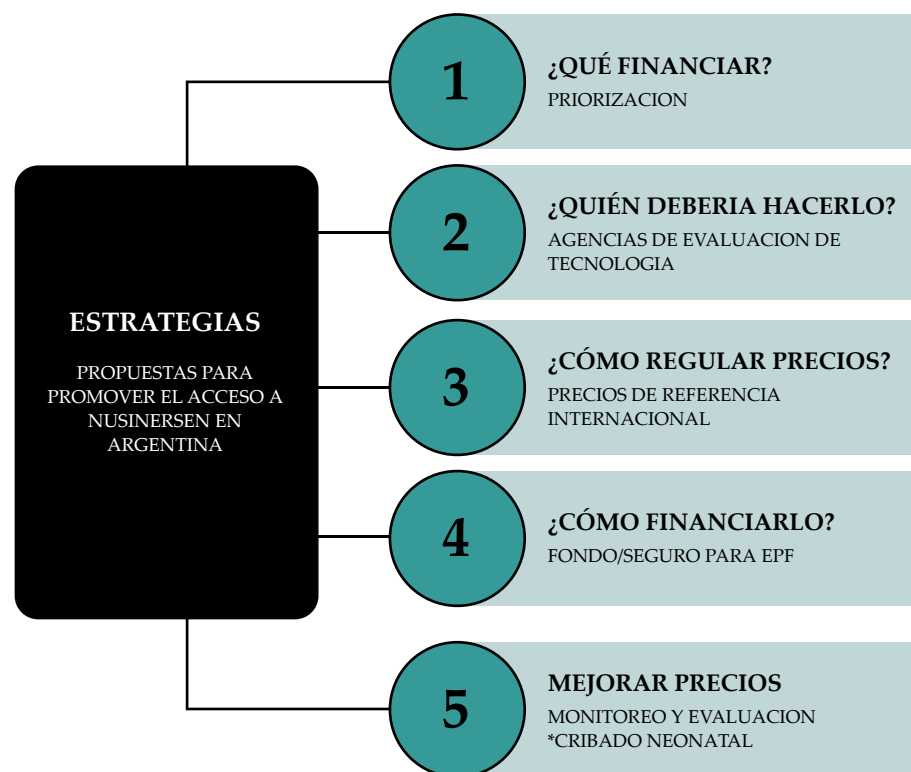 ESTRATEGIAS
PROPUESTAS PARA
PROMOVER EL ACCESO A
NUSINERSEN EN
ARGENTINA
1
¿QUÉ FINANCIAR?
PRIORIZACION
2
¿QUIÉN DEBERIA HACERLO?
AGENCIAS DE EVALUACION DE
TECNOLOGIA
3
¿CÓMO REGULAR PRECIOS?
PRECIOS DE REFERENCIA
INTERNACIONAL
4
¿CÓMO FINANCIARLO?
FONDO/SEGURO PARA EPF
5
MEJORAR PRECIOS
MONITOREO Y EVALUACION
*CRIBADO NEONATAL